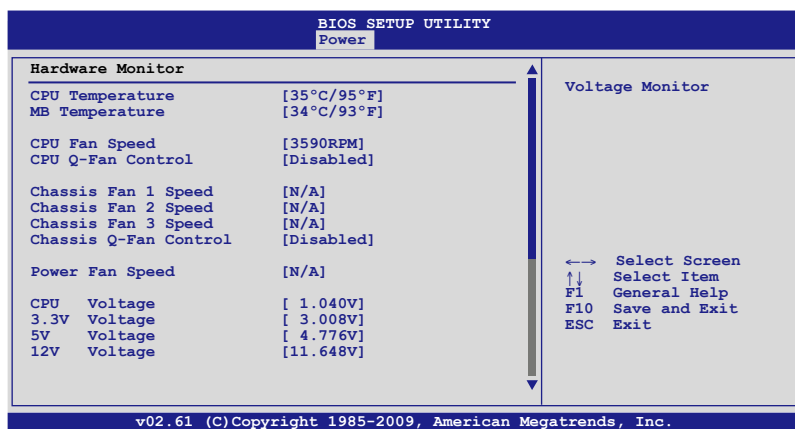 BIOS SETUP UTILITY
Power
Hardware Monitor
CPU Temperature [35°C/95°F]
MB Temperature [34°C/93°F]
CPU Fan Speed [3590RPM]
CPU Q-Fan Control [Disabled]
Chassis Fan 1 Speed [N/A]
Chassis Fan 2 Speed [N/A]
Chassis Fan 3 Speed [N/A]
Chassis Q-Fan Control [Disabled]
Power Fan Speed [N/A]
CPU Voltage [ 1.040V]
3.3V Voltage [ 3.008V]
5V Voltage [ 4.776V]
12V Voltage [11.648V]
Voltage Monitor
←→ Select Screen
↑↓ Select Item
F1 General Help
F10 Save and Exit
ESC Exit
v02.61 (C)Copyright 1985-2009, American Megatrends, Inc.